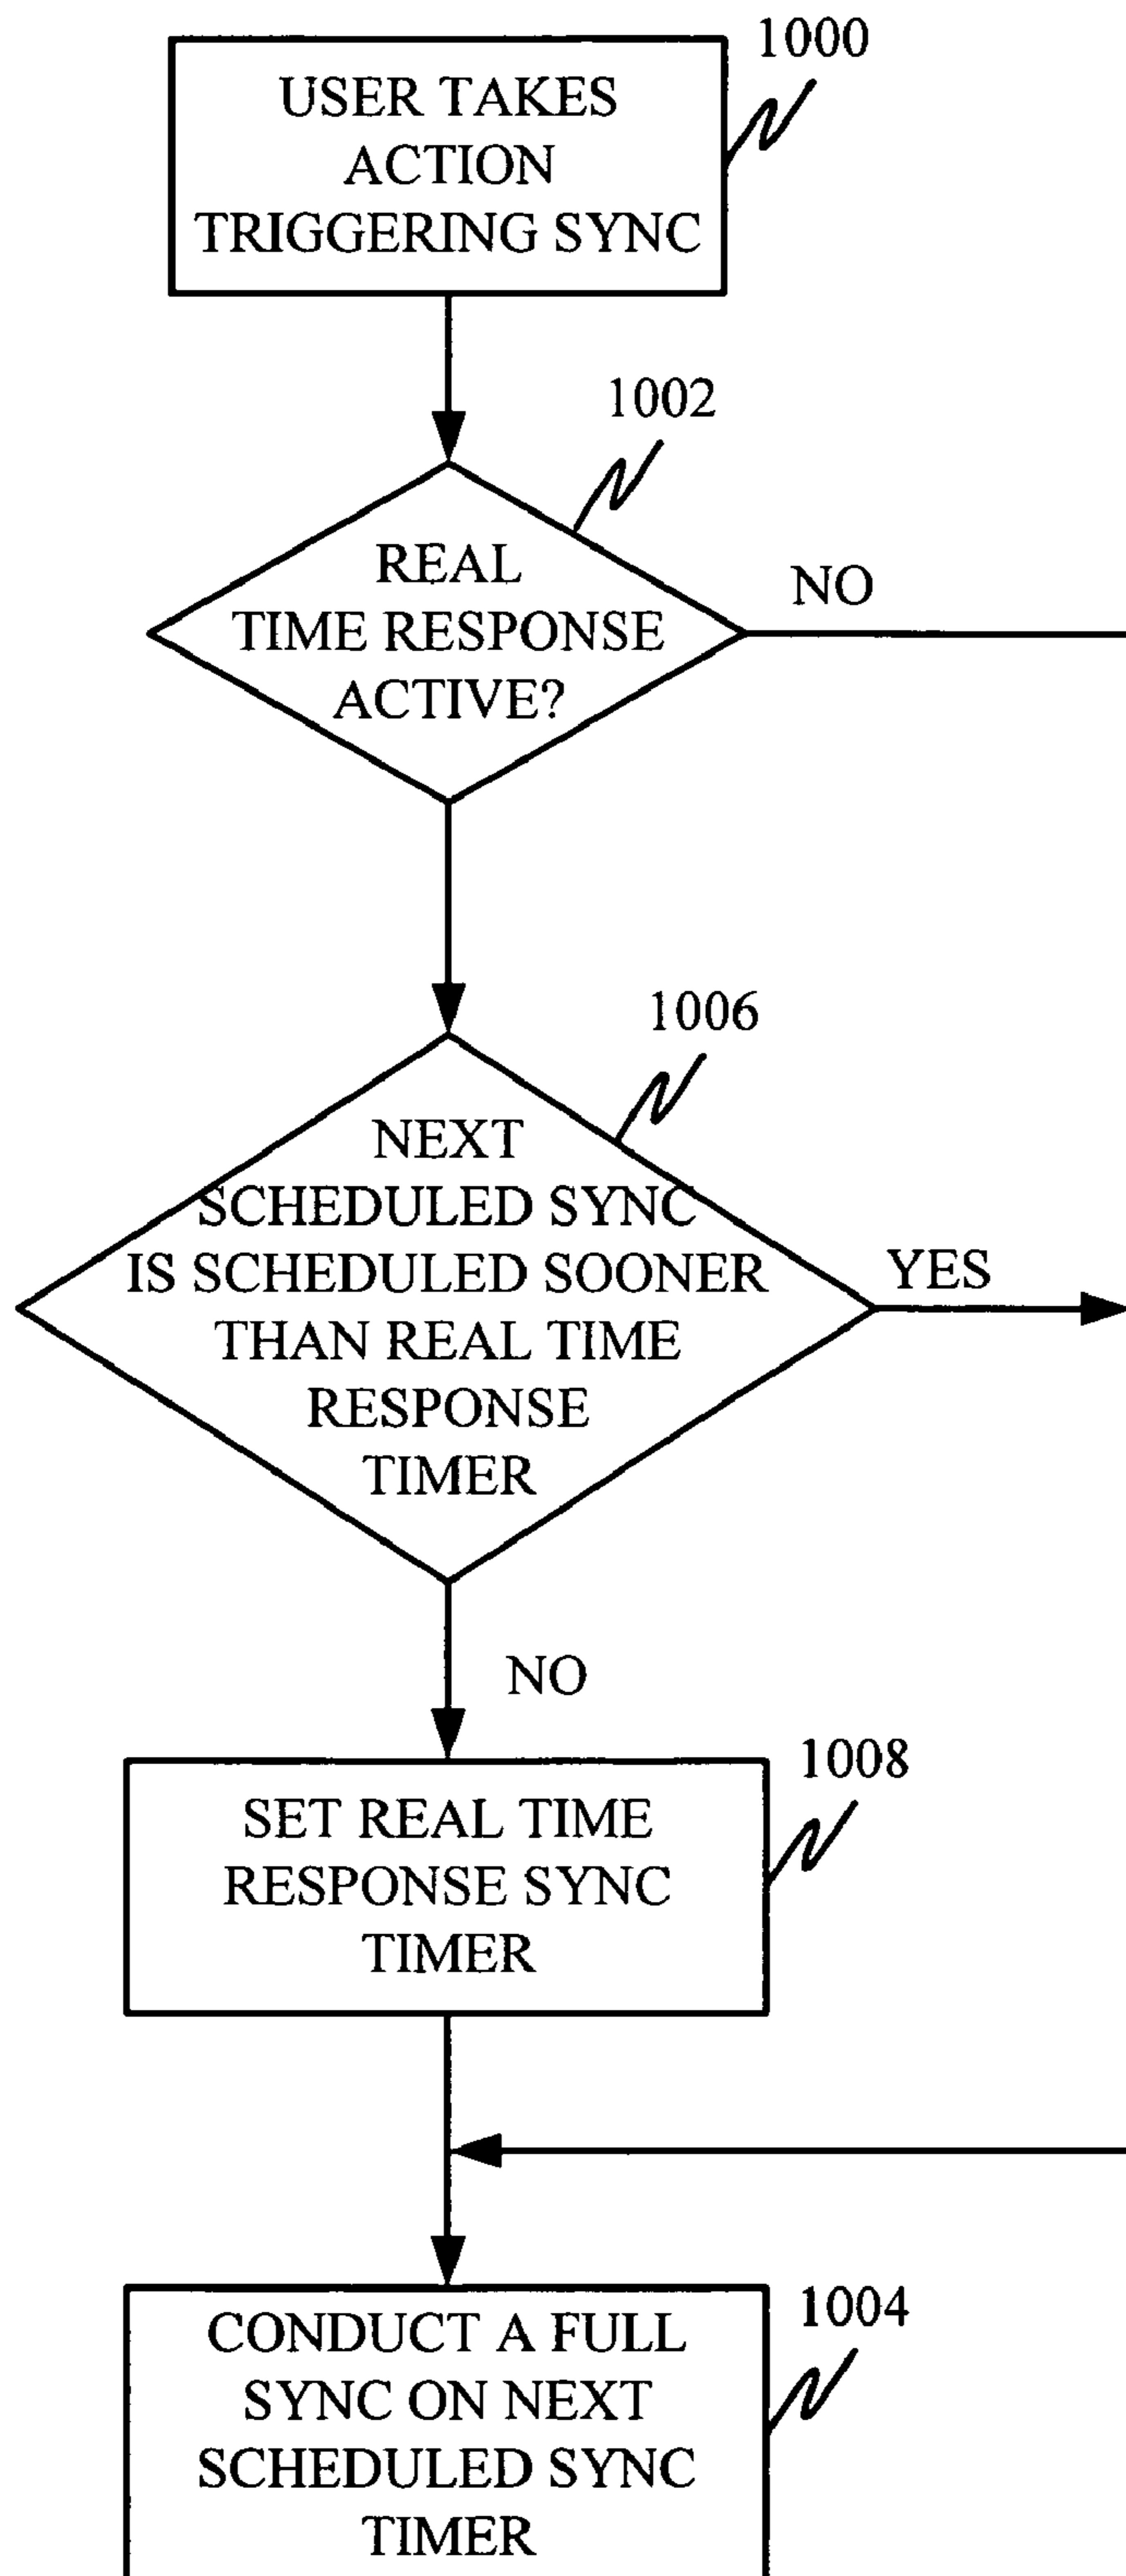 1000
USER TAKES
ACTION
TRIGGERING SYNC
1002
REAL
TIME RESPONSE
ACTIVE?
NO
1006
NEXT
SCHEDULED SYNC
IS SCHEDULED SOONER
THAN REAL TIME
RESPONSE
TIMER
YES
NO
1008
SET REAL TIME
RESPONSE SYNC
TIMER
1004
CONDUCT A FULL
SYNC ON NEXT
SCHEDULED SYNC
TIMER